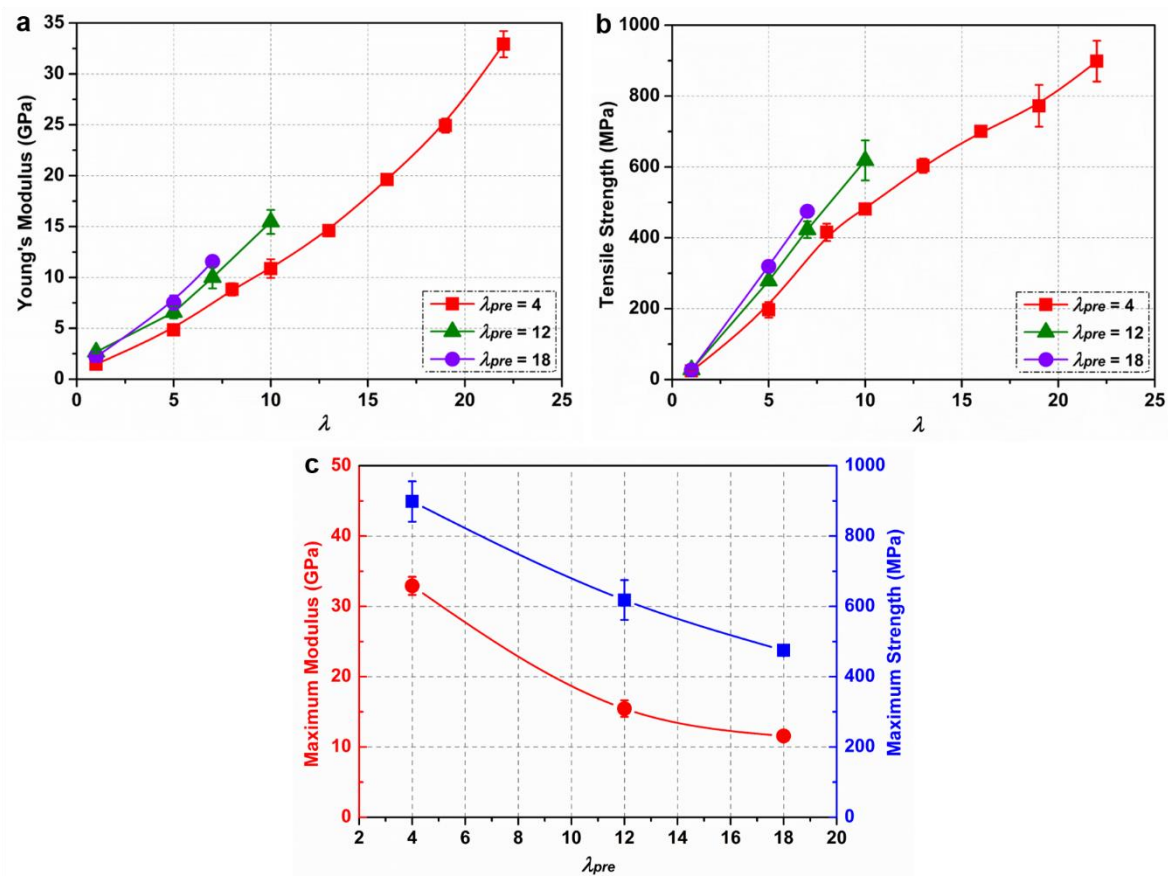 a
35
30
25
20
15
10
5
0
Young's Modulus (GPa)
0 5 10 15 20 25
λ
λpre = 4
λpre = 12
λpre = 18
b
1000
800
600
400
200
0
Tensile Strength (MPa)
0 5 10 15 20 25
λ
λpre = 4
λpre = 12
λpre = 18
c
50
40
30
20
10
0
Maximum Modulus (GPa)
1000
800
600
400
200
0
Maximum Strength (MPa)
2 4 6 8 10 12 14 16 18 20
λpre